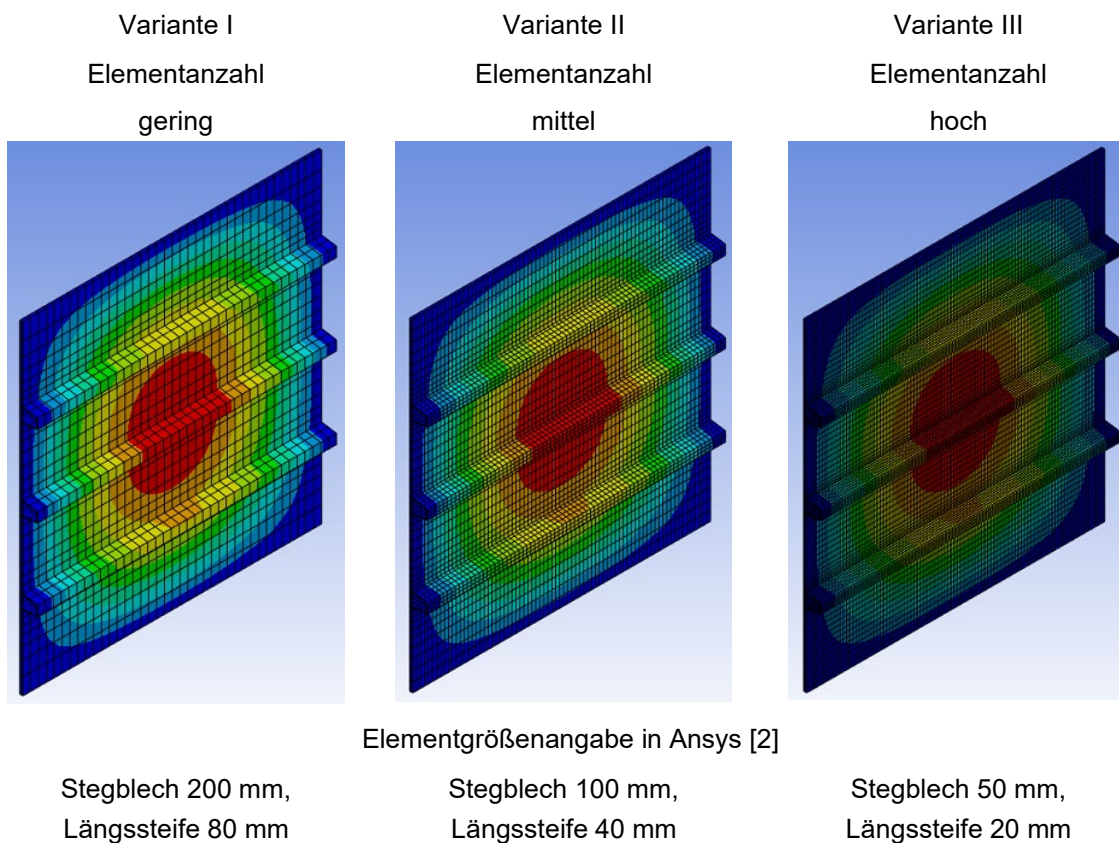 Variante I
Elementanzahl
gering
Variante II
Elementanzahl
mittel
Variante III
Elementanzahl
hoch
Elementgrößenangabe in Ansys [2]
Stegblech 200 mm,
Längssteife 80 mm
Stegblech 100 mm,
Längssteife 40 mm
Stegblech 50 mm,
Längssteife 20 mm